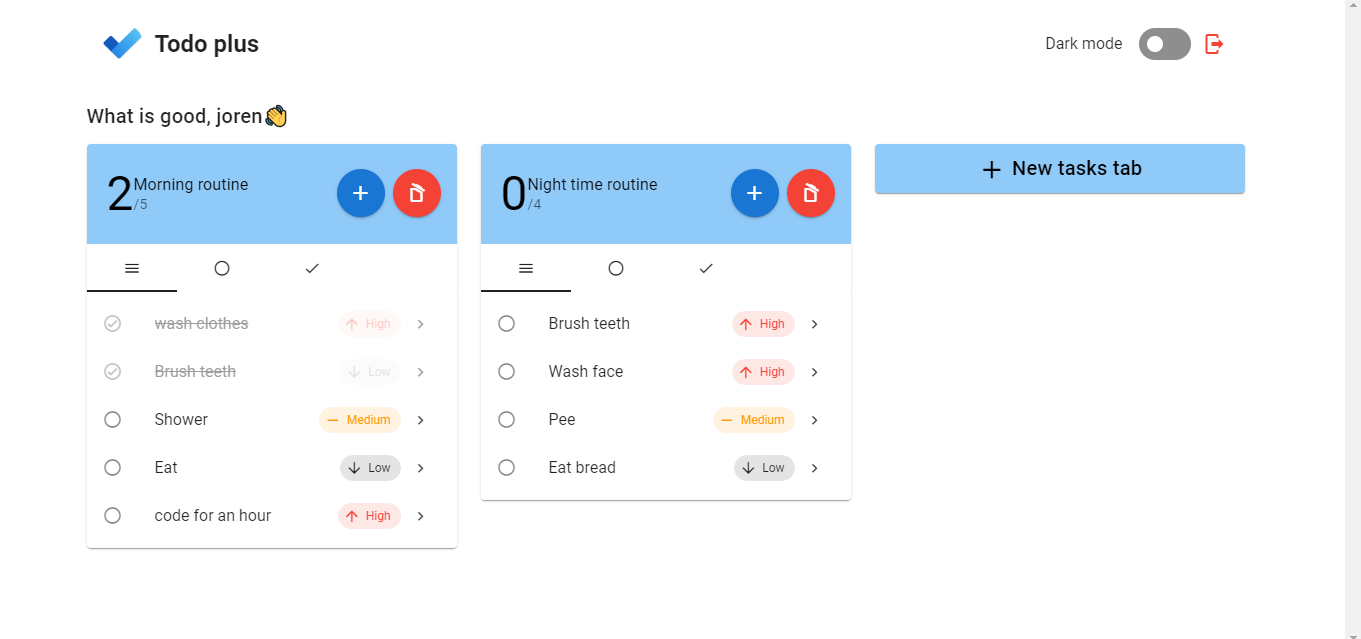 Todo plus
Dark mode
What is good, joren👋
2 Morning routine
/5
0 Night time routine
/4
+ New tasks tab
wash clothes High
Brush teeth Low
Shower Medium
Eat Low
code for an hour High
Brush teeth High
Wash face High
Pee Medium
Eat bread Low